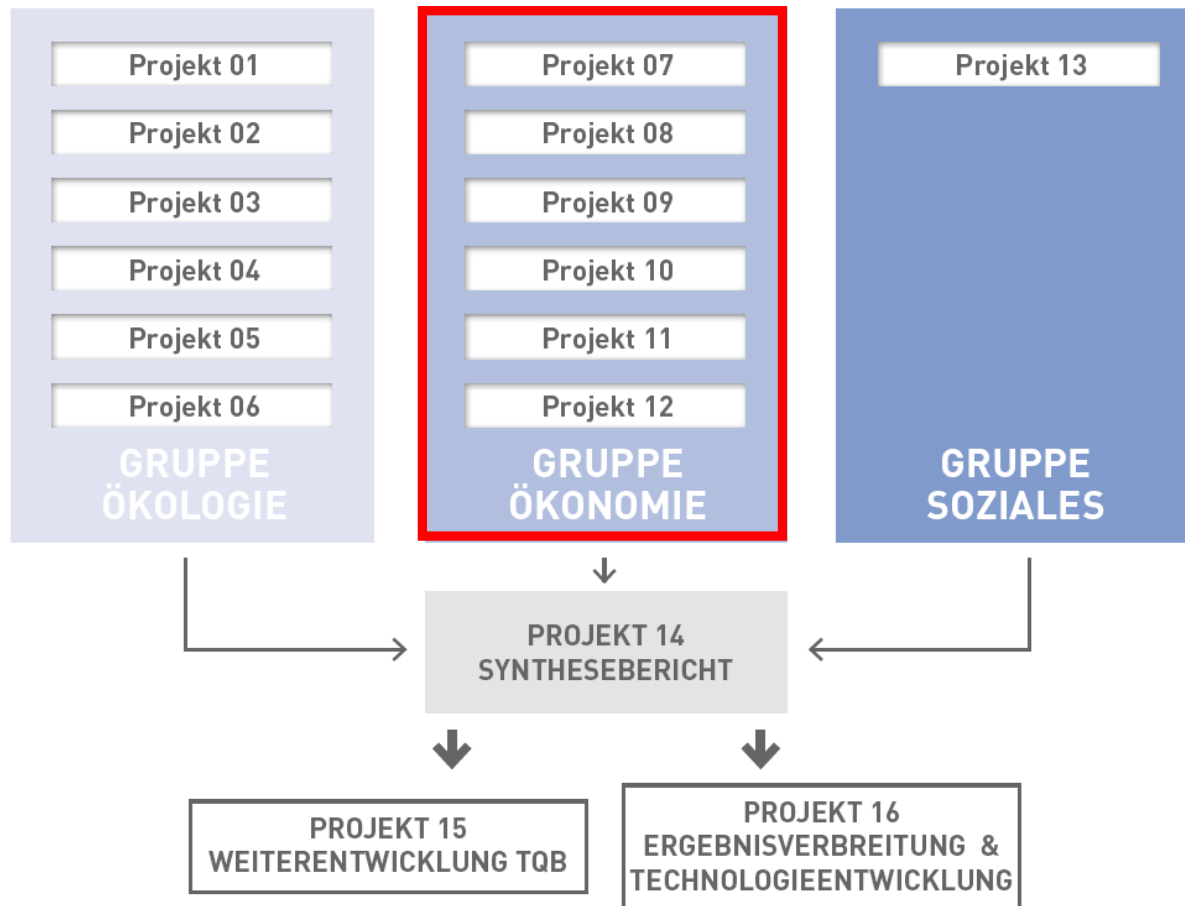 Projekt 01
Projekt 02
Projekt 03
Projekt 04
Projekt 05
Projekt 06
GRUPPE
ÖKOLOGIE
Projekt 07
Projekt 08
Projekt 09
Projekt 10
Projekt 11
Projekt 12
GRUPPE
ÖKONOMIE
Projekt 13
GRUPPE
SOZIALES
PROJEKT 14
SYNTHESEBERICHT
PROJEKT 15
WEITERENTWICKLUNG TQB
PROJEKT 16
ERGEBNISVERBREITUNG &
TECHNOLOGIEENTWICKLUNG